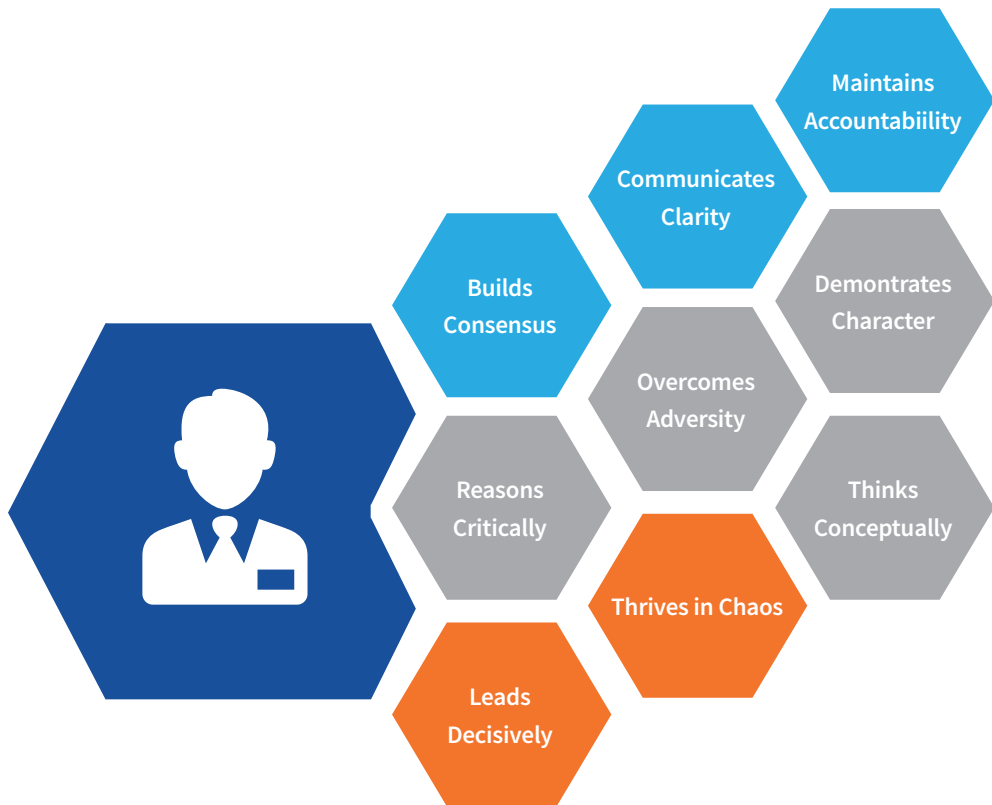 Maintains
Accountabiility
Communicates
Clarity
Builds
Consensus
Demontrates
Character
Overcomes
Adversity
Reasons
Critically
Thinks
Conceptually
Thrives in Chaos
Leads
Decisively